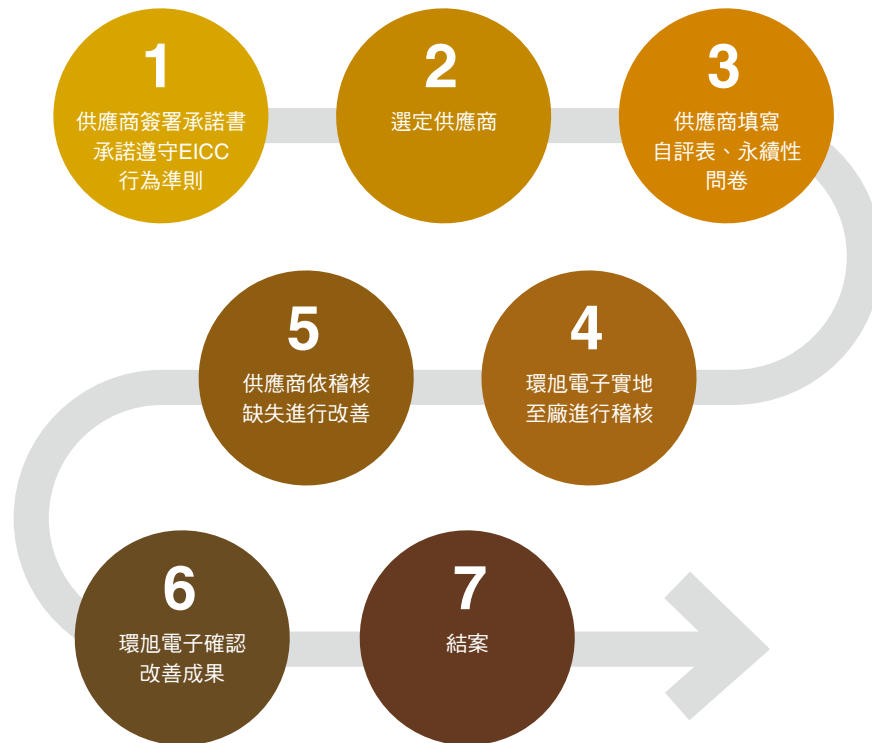 1
供應商簽署承諾書
承諾遵守EICC
行為準則
2
選定供應商
3
供應商填寫
自評表、永續性
問卷
4
環旭電子實地
至廠進行稽核
5
供應商依稽核
缺失進行改善
6
環旭電子確認
改善成果
7
結案